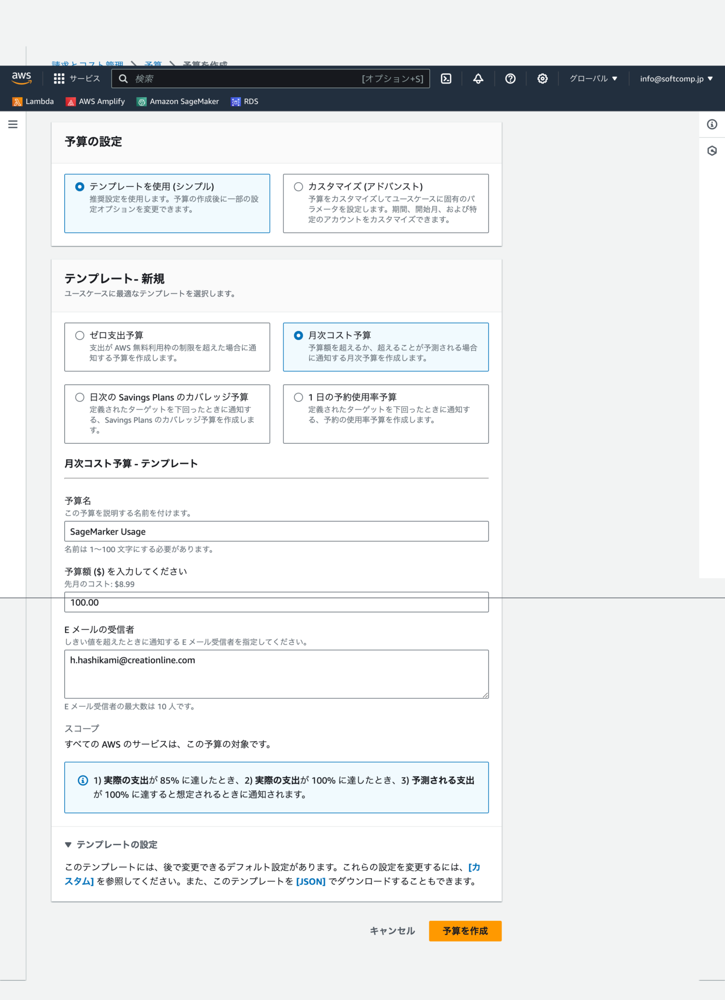 請求とコスト管理 > 予算 > 予算を作成
aws サービス 検索 [オプション+S] グローバル ▼ info@softcomp.jp ▼
Lambda AWS Amplify Amazon SageMaker RDS
予算の設定
テンプレートを使用 (シンプル)
推奨設定を使用します。予算の作成後に一部の設
定オプションを変更できます。
カスタマイズ (アドバンスト)
予算をカスタマイズしてユースケースに固有のパ
ラメータを設定します。期間、開始月、および特
定のアカウントをカスタマイズできます。
テンプレート- 新規
ユースケースに最適なテンプレートを選択します。
ゼロ支出予算
支出が AWS 無料利用枠の制限を超えた場合に通
知する予算を作成します。
月次コスト予算
予算額を超えるか、超えることが予測される場合
に通知する月次予算を作成します。
日次の Savings Plans のカバレッジ予算
定義されたターゲットを下回ったときに通知す
る、Savings Plans のカバレッジ予算を作成しま
す。
1 日の予約使用率予算
定義されたターゲットを下回ったときに通知す
る、予約の使用率予算を作成します。
月次コスト予算 - テンプレート
予算名
この予算を説明する名前を付けます。
SageMarker Usage
名前は 1〜100 文字にする必要があります。
予算額 ($) を入力してください
先月のコスト: $8.99
100.00
E メールの受信者
しきい値を超えたときに通知する E メール受信者を指定してください。
h.hashikami@creationline.com
E メール受信者の最大数は 10 人です。
スコープ
すべての AWS のサービスは、この予算の対象です。
1) 実際の支出が 85% に達したとき、2) 実際の支出が 100% に達したとき、3) 予測される支出
が 100% に達すると想定されるときに通知されます。
▼ テンプレートの設定
このテンプレートには、後で変更できるデフォルト設定があります。これらの設定を変更するには、[カ
スタム] を参照してください。また、このテンプレートを [JSON] でダウンロードすることもできます。
キャンセル 予算を作成